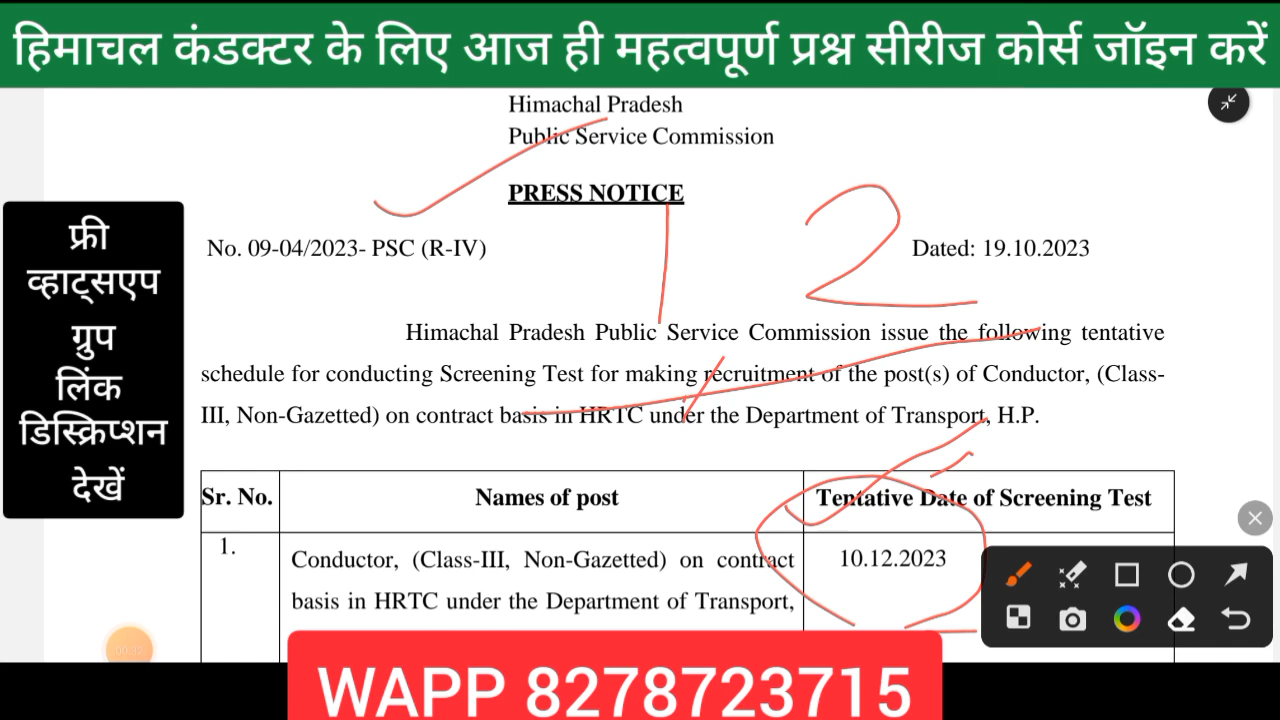 हिमाचल कंडक्टर के लिए आज ही महत्वपूर्ण प्रश्न सीरीज कोर्स जॉइन करें
Himachal Pradesh
Public Service Commission
PRESS NOTICE
No. 09-04/2023- PSC (R-IV) Dated: 19.10.2023
12
Himachal Pradesh Public Service Commission issue the following tentative
schedule for conducting Screening Test for making recruitment of the post(s) of Conductor, (Class-
III, Non-Gazetted) on contract basis in HRTC under the Department of Transport, H.P.
Sr. No. Names of post Tentative Date of Screening Test
1. Conductor, (Class-III, Non-Gazetted) on contract 10.12.2023
basis in HRTC under the Department of Transport,
फ्री
व्हाट्सएप
ग्रुप
लिंक
डिस्क्रिप्शन
देखें
00:32
WAPP 8278723715